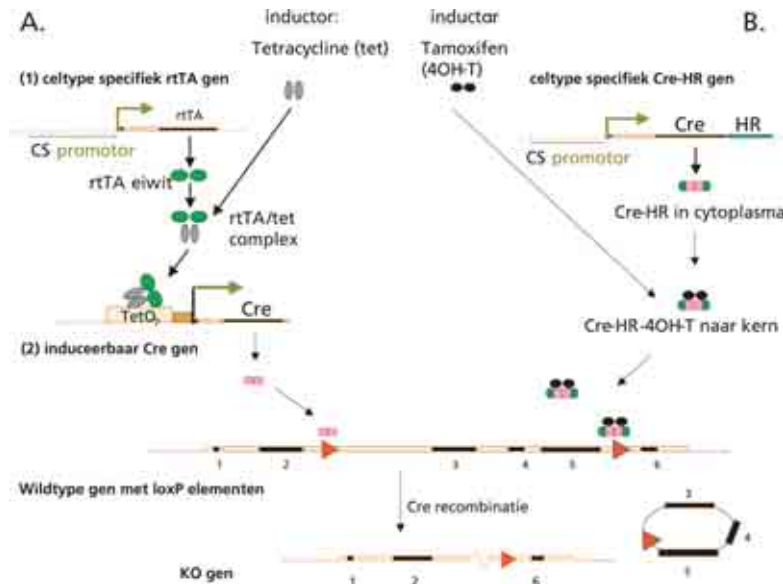 A.
inductor:
Tetracycline (tet)
inductar
Tamoxifen
(4OH-T)
B.
(1) celtype specifiek rtTA gen
rtTA
CS promotor
rtTA eiwit
rtTA/tet
complex
TetO7
Cre
(2) induceerbaar Cre gen
celtype specifiek Cre-HR gen
Cre HR
CS promotor
Cre-HR in cytoplasma
Cre-HR-4OH-T naar kern
1 2 3 4 5 6
Wildtype gen met loxP elementen
Cre recombinatie
KO gen
1 2 6
3
4
5